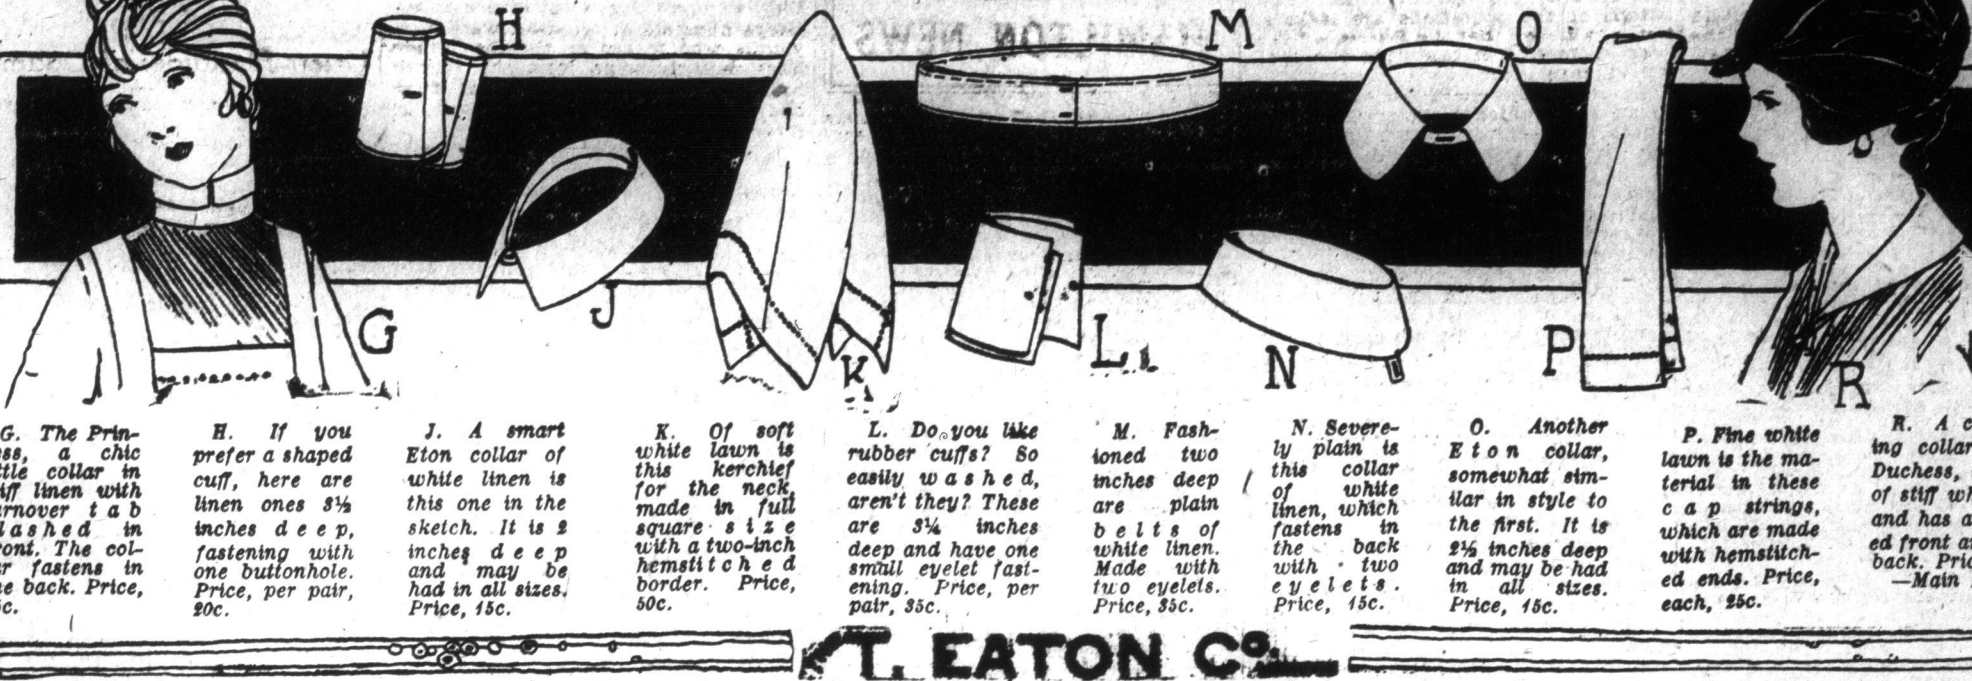 H
M
O
G
J
K
L
N
P
R
G. The Prin-
ess, a chic
ttle collar in
iff linen with
urnover tab
lashed in
ront. The col-
r fastens in
he back. Price,
c.
H. If you
prefer a shaped
cuff, here are
linen ones 3½
inches deep,
fastening with
one buttonhole.
Price, per pair,
20c.
J. A smart
Eton collar of
white linen is
this one in the
sketch. It is 2
inches deep
and may be
had in all sizes.
Price, 15c.
K. Of soft
white lawn is
this kerchief
for the neck,
made in full
square size
with a two-inch
hemstitched
border. Price,
50c.
L. Do you like
rubber cuffs? So
easily washed,
aren't they? These
are 3¼ inches
deep and have one
small eyelet fast-
ening. Price, per
pair, 35c.
M. Fash-
ioned two
inches deep
are plain
belts of
white linen.
Made with
two eyelets.
Price, 35c.
N. Severe-
ly plain is
this collar
of white
linen, which
fastens in
the back
with two
eyelets.
Price, 15c.
O. Another
Eton collar,
somewhat sim-
ilar in style to
the first. It is
2½ inches deep
and may be had
in all sizes.
Price, 15c.
P. Fine white
lawn is the ma-
terial in these
cap strings,
which are made
with hemstitch-
ed ends. Price,
each, 25c.
R. A c
ing collar
Duchess,
of stiff wh
and has a
ed front a
back. Pric
—Main
T. EATON Co.